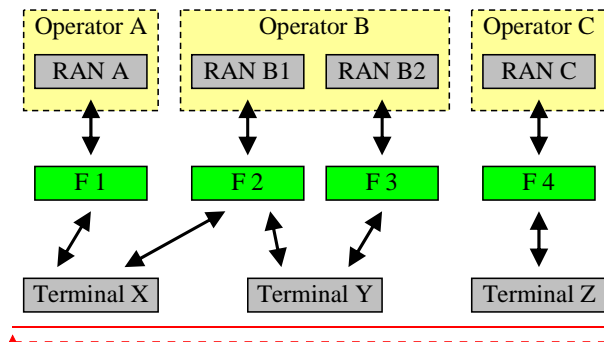 Operator A Operator B Operator C
RAN A RAN B1 RAN B2 RAN C
F 1 F 2 F 3 F 4
Terminal X Terminal Y Terminal Z